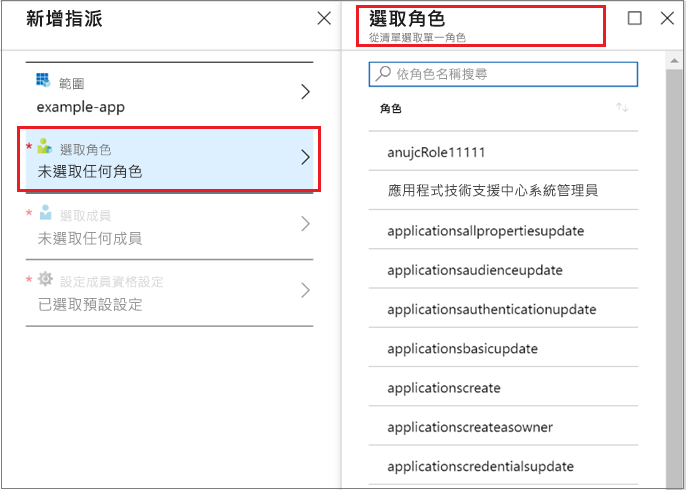 新增指派
範圍
example-app
* 選取角色
未選取任何角色
* 選取成員
未選取任何成員
* 設定成員資格設定
已選取預設設定
選取角色
從清單選取單一角色
依角色名稱搜尋
角色
anujcRole11111
應用程式技術支援中心系統管理員
applicationsallpropertiesupdate
applicationsaudienceupdate
applicationsauthenticationupdate
applicationsbasicupdate
applicationscreate
applicationscreateasowner
applicationscredentialsupdate